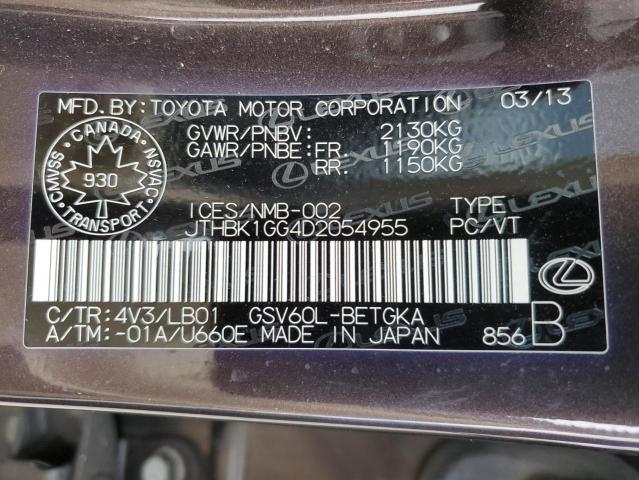 MFD. BY: TOYOTA MOTOR CORPORATION 03/13
GVWR/PNBV: 2130KG
GAWR/PNBE: FR. 1190KG
RR. 1150KG
CANADA
CMVSS NSVAC
930
TRANSPORT
ICES/NMB-002 TYPE
JTHBK1GG4D2054955 PC/VT
C/TR: 4V3/LB01 GSV60L-BETGKA
A/TM: -01A/U660E MADE IN JAPAN 856 B
LEXUS